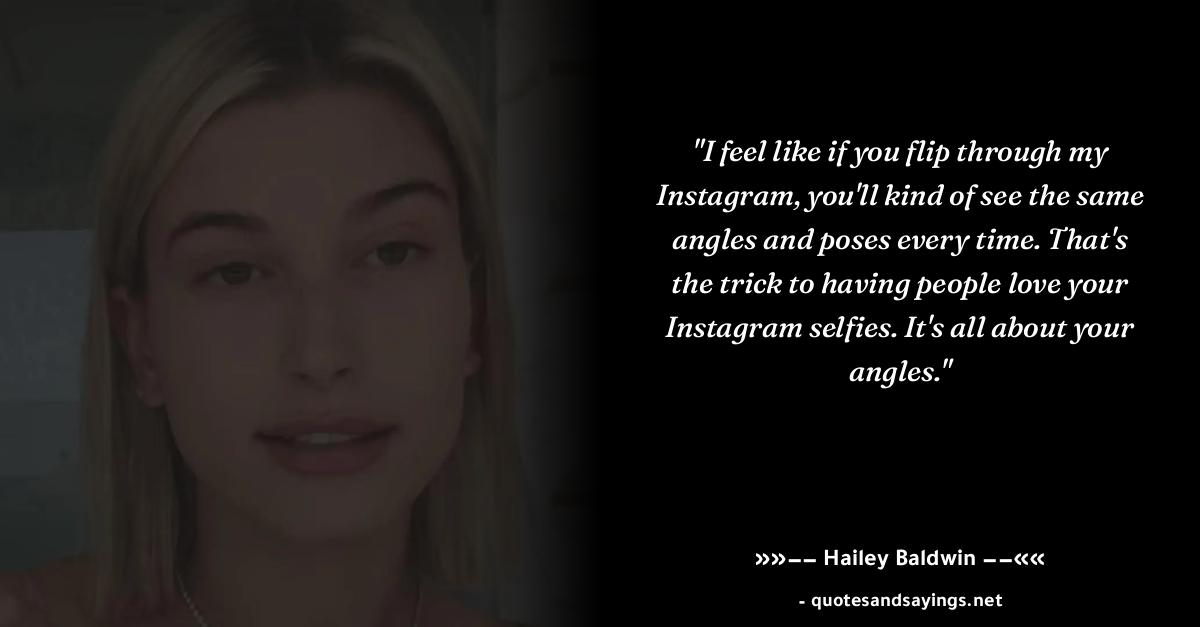 "I feel like if you flip through my
Instagram, you'll kind of see the same
angles and poses every time. That's
the trick to having people love your
Instagram selfies. It's all about your
angles."
»»–– Hailey Baldwin ––««
- quotesandsayings.net